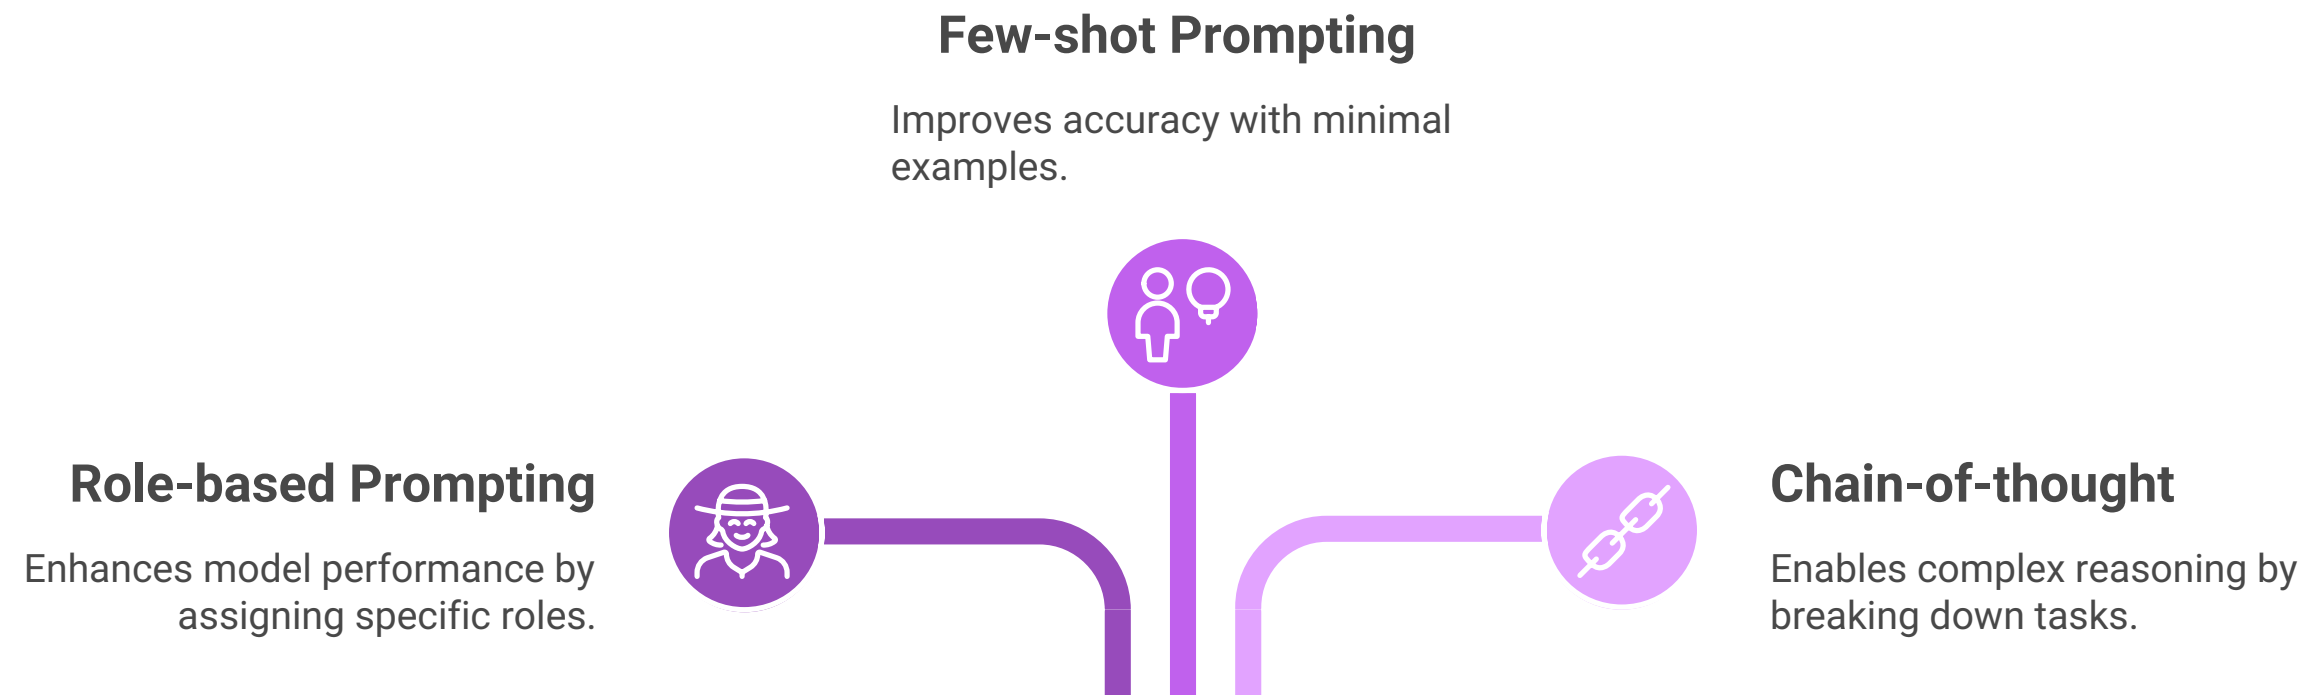 Few-shot Prompting
Improves accuracy with minimal
examples.
Role-based Prompting
Enhances model performance by
assigning specific roles.
Chain-of-thought
Enables complex reasoning by
breaking down tasks.